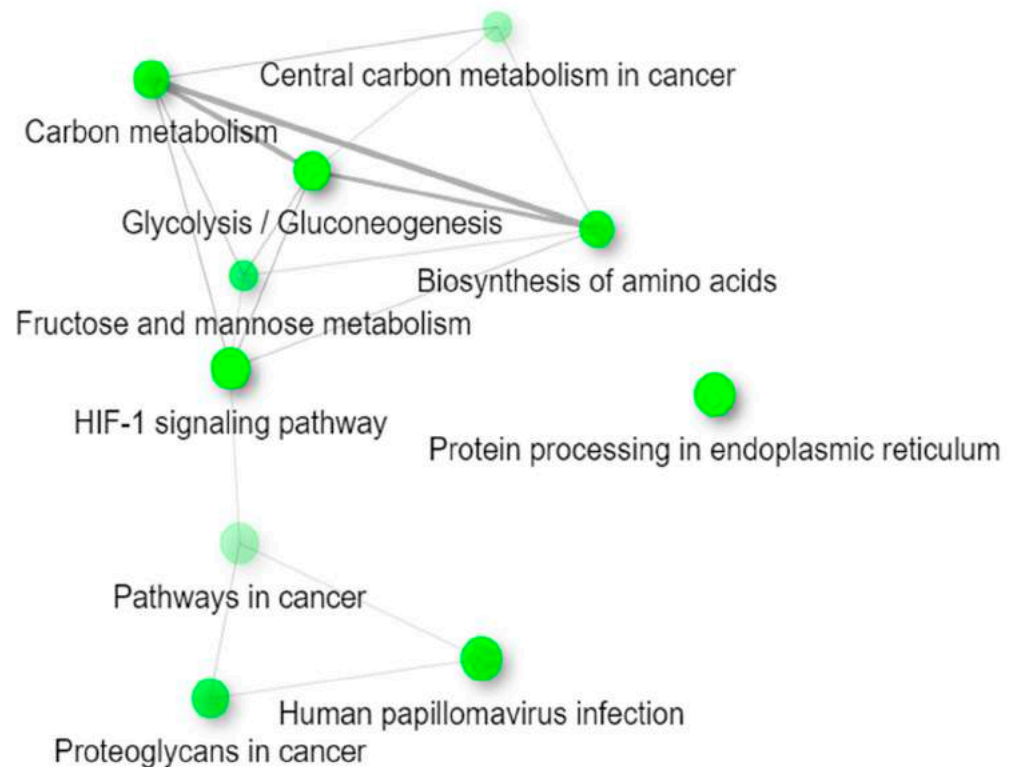 Central carbon metabolism in cancer
Carbon metabolism
Glycolysis / Gluconeogenesis
Biosynthesis of amino acids
Fructose and mannose metabolism
HIF-1 signaling pathway
Protein processing in endoplasmic reticulum
Pathways in cancer
Human papillomavirus infection
Proteoglycans in cancer